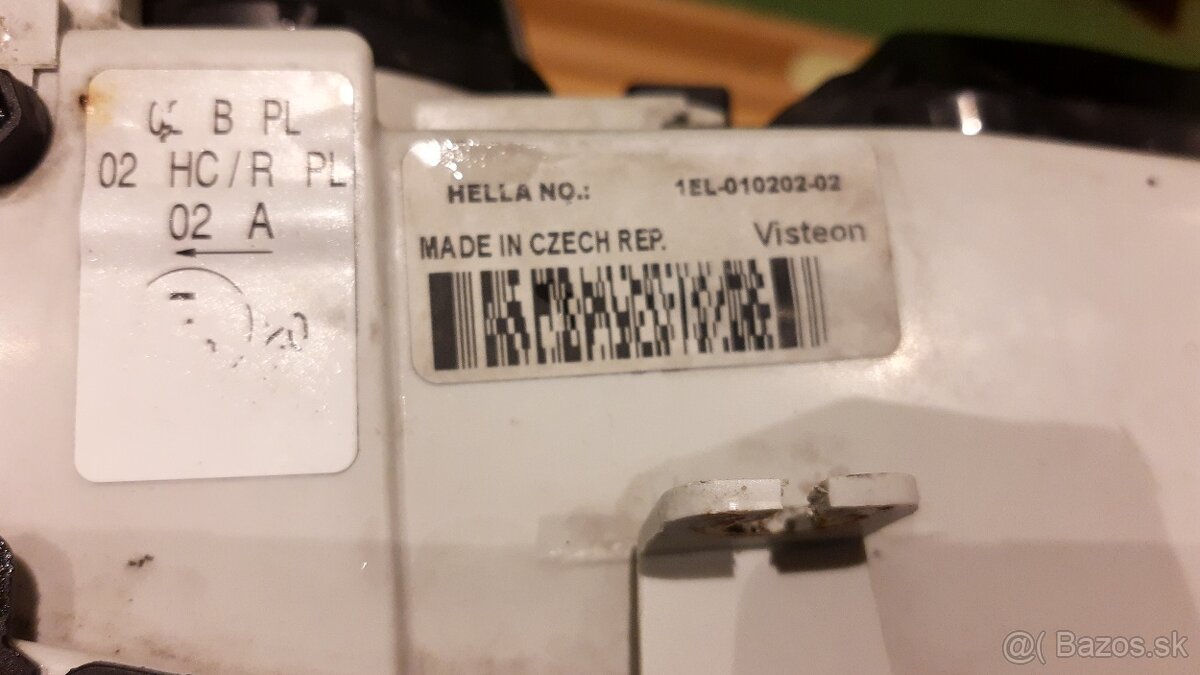 B PL
02 HC/R PL
02 A
HELLA NO.: 1EL-010202-02
MADE IN CZECH REP. Visteon
@( Bazos.sk